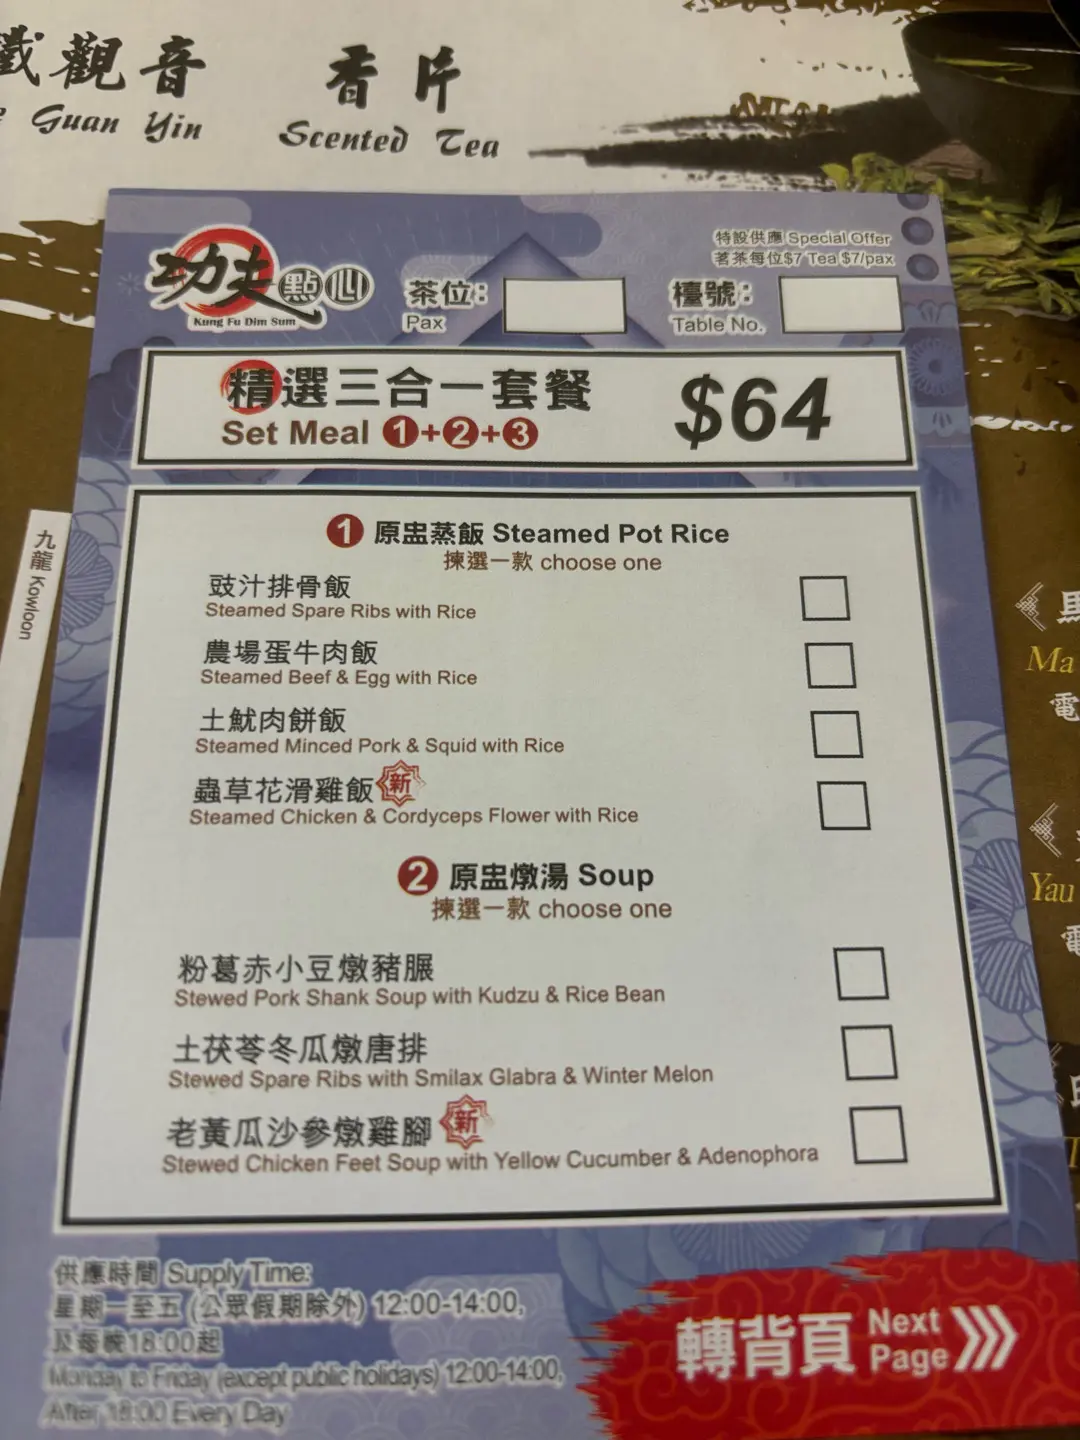 觀音
Guan Yin
香片
Scented Tea
功夫點心
Kung Fu Dim Sum
特設供應 Special Offer
茗茶每位$7 Tea $7/pax
茶位：
Pax
檯號：
Table No.
精選三合一套餐
Set Meal 1+2+3
$64
1 原盅蒸飯 Steamed Pot Rice
揀選一款 choose one
豉汁排骨飯
Steamed Spare Ribs with Rice
農場蛋牛肉飯
Steamed Beef & Egg with Rice
土魷肉餅飯
Steamed Minced Pork & Squid with Rice
蟲草花滑雞飯 新
Steamed Chicken & Cordyceps Flower with Rice
2 原盅燉湯 Soup
揀選一款 choose one
粉葛赤小豆燉豬𦟌
Stewed Pork Shank Soup with Kudzu & Rice Bean
土茯苓冬瓜燉唐排
Stewed Spare Ribs with Smilax Glabra & Winter Melon
老黃瓜沙參燉雞腳 新
Stewed Chicken Feet Soup with Yellow Cucumber & Adenophora
供應時間 Supply Time:
星期一至五 (公眾假期除外) 12:00-14:00,
及每晚18:00起
Monday to Friday (except public holidays) 12:00-14:00,
After 18:00 Every Day
轉背頁 Next Page
九龍 Kowloon
Ma
電
Yau
電